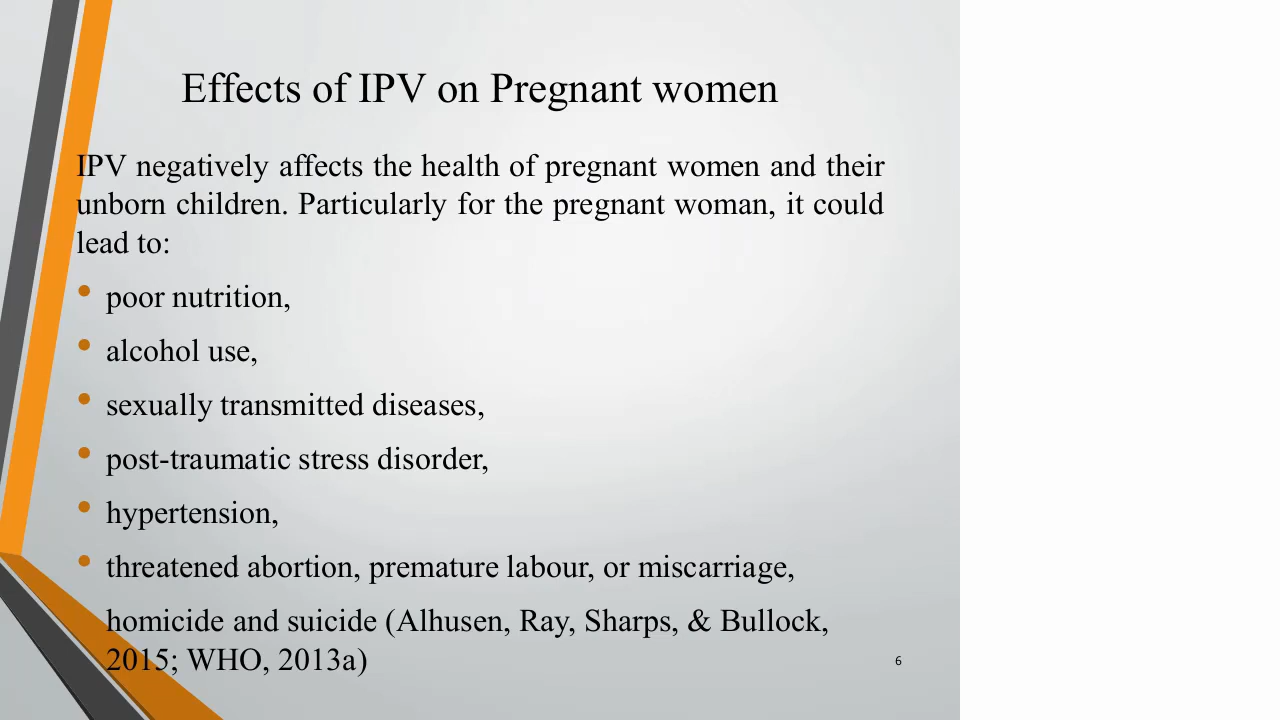 Effects of IPV on Pregnant women
IPV negatively affects the health of pregnant women and their
unborn children. Particularly for the pregnant woman, it could
lead to:
• poor nutrition,
• alcohol use,
• sexually transmitted diseases,
• post-traumatic stress disorder,
• hypertension,
• threatened abortion, premature labour, or miscarriage,
homicide and suicide (Alhusen, Ray, Sharps, & Bullock,
2015; WHO, 2013a)
6